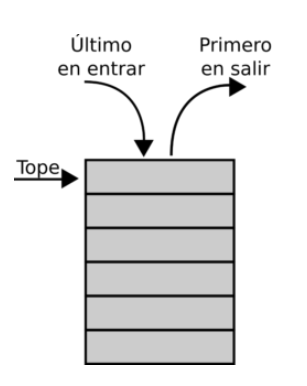 Último
en entrar
Primero
en salir
Tope